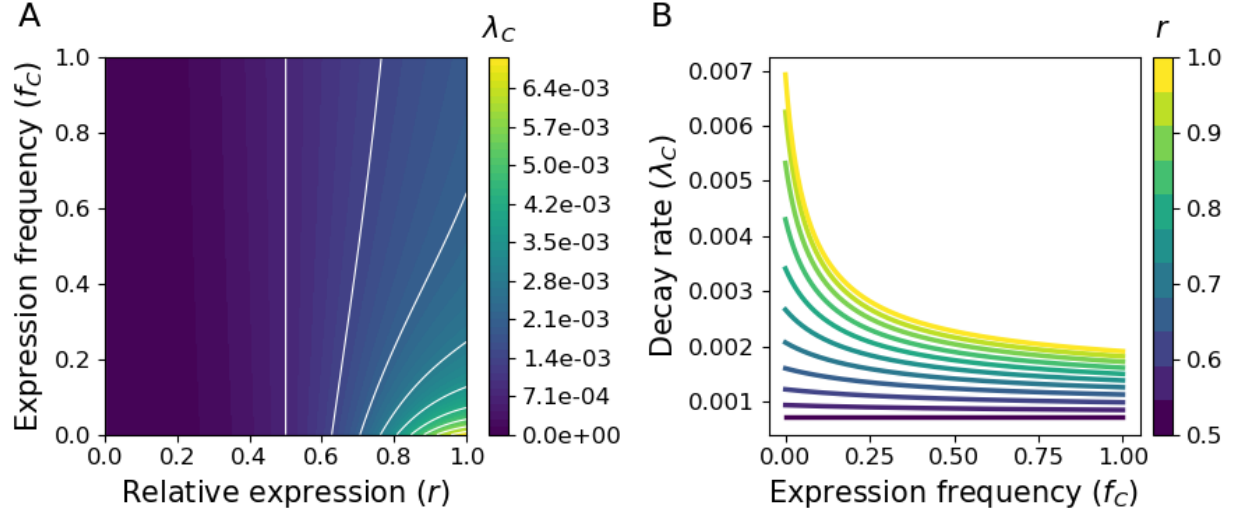 A
λ_C
Expression frequency (f_C)
1.0
0.8
0.6
0.4
0.2
0.0
0.0 0.2 0.4 0.6 0.8 1.0
Relative expression (r)
6.4e-03
5.7e-03
5.0e-03
4.2e-03
3.5e-03
2.8e-03
2.1e-03
1.4e-03
7.1e-04
0.0e+00
B
r
Decay rate (λ_C)
0.007
0.006
0.005
0.004
0.003
0.002
0.001
0.00 0.25 0.50 0.75 1.00
Expression frequency (f_C)
1.0
0.9
0.8
0.7
0.6
0.5